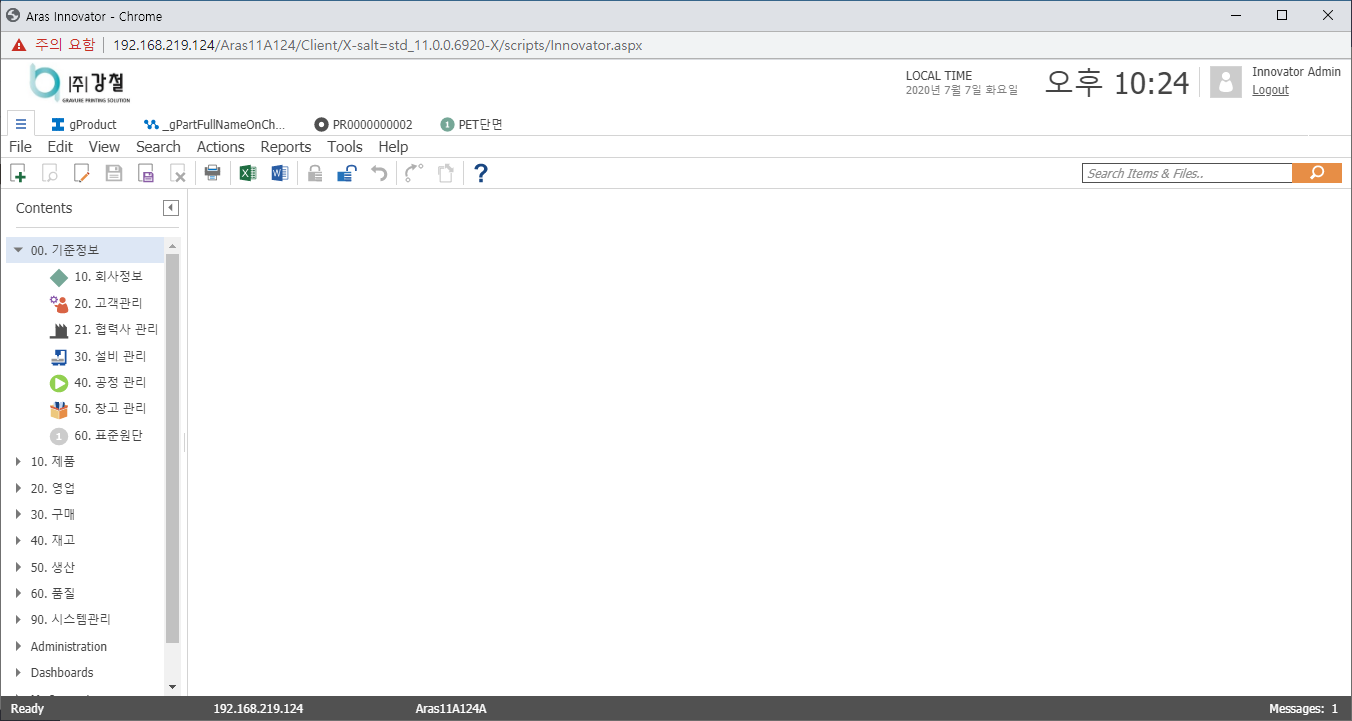 Aras Innovator - Chrome
주의 요함 192.168.219.124/Aras11A124/Client/X-salt=std_11.0.0.6920-X/scripts/Innovator.aspx
(주)강철
GRAVURE PRINTING SOLUTION
LOCAL TIME
2020년 7월 7일 화요일
오후 10:24
Innovator Admin
Logout
gProduct _gPartFullNameOnCh... PR0000000002 1 PET단면
File Edit View Search Actions Reports Tools Help
Search Items & Files..
Contents
00. 기준정보
10. 회사정보
20. 고객관리
21. 협력사 관리
30. 설비 관리
40. 공정 관리
50. 창고 관리
1 60. 표준원단
10. 제품
20. 영업
30. 구매
40. 재고
50. 생산
60. 품질
90. 시스템관리
Administration
Dashboards
Ready 192.168.219.124 Aras11A124A Messages: 1